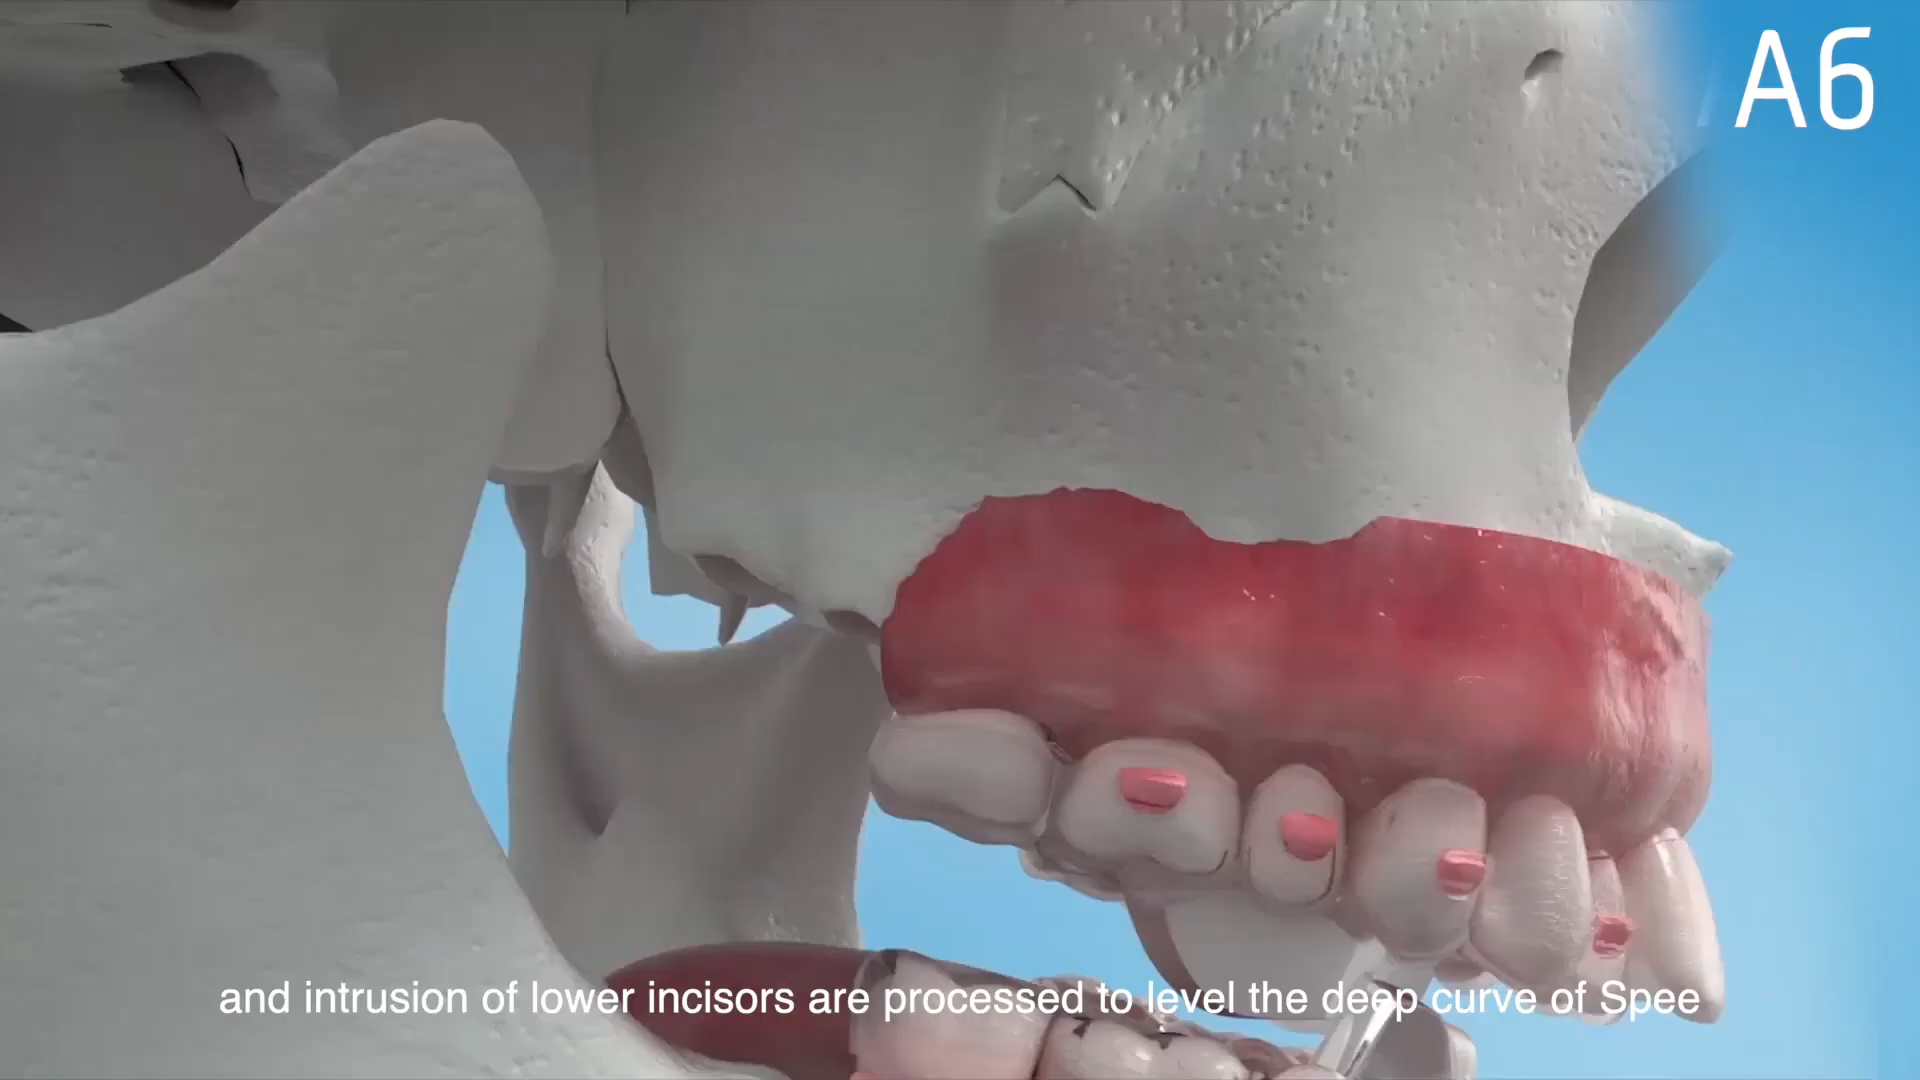 A6
and intrusion of lower incisors are processed to level the deep curve of Spee